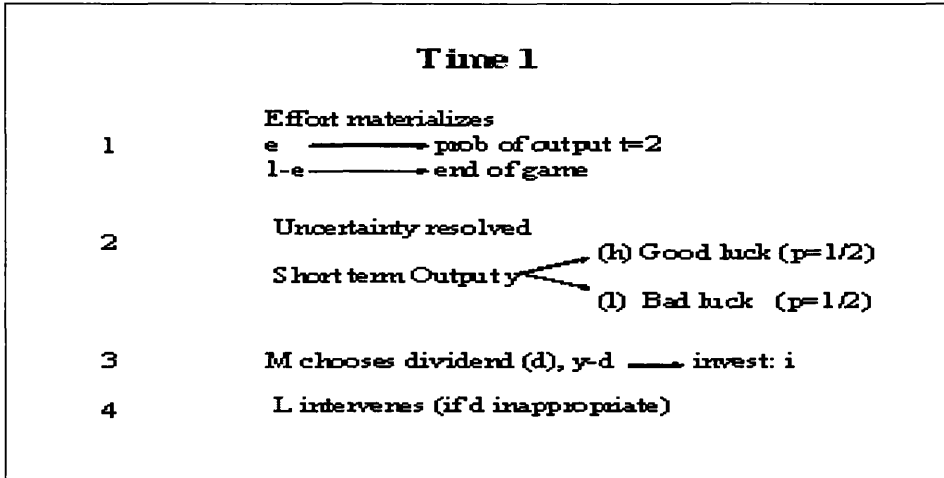 Time 1
Effort materializes
1 e prob of output t=2
1-e end of game
2 Uncertainty resolved
(h) Good luck (p=1/2)
Short term Output y
(l) Bad luck (p=1/2)
3 M chooses dividend (d), y-d invest: i
4 L intervenes (if d inappropriate)